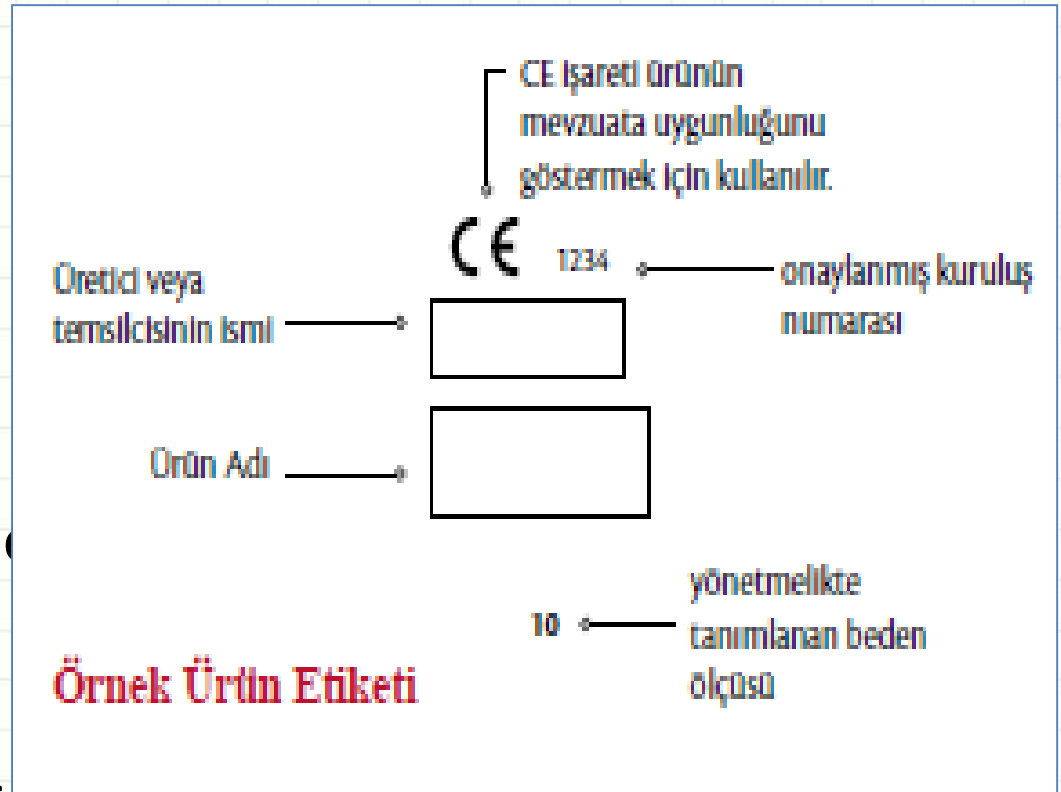 CE işareti ürünün
mevzuata uygunluğunu
göstermek için kullanılır.
CE 1234
onaylanmış kuruluş
numarası
Üretici veya
temsilcisinin ismi
Ürün Adı
10
yönetmelikte
tanımlanan beden
ölçüsü
Örnek Ürün Etiketi